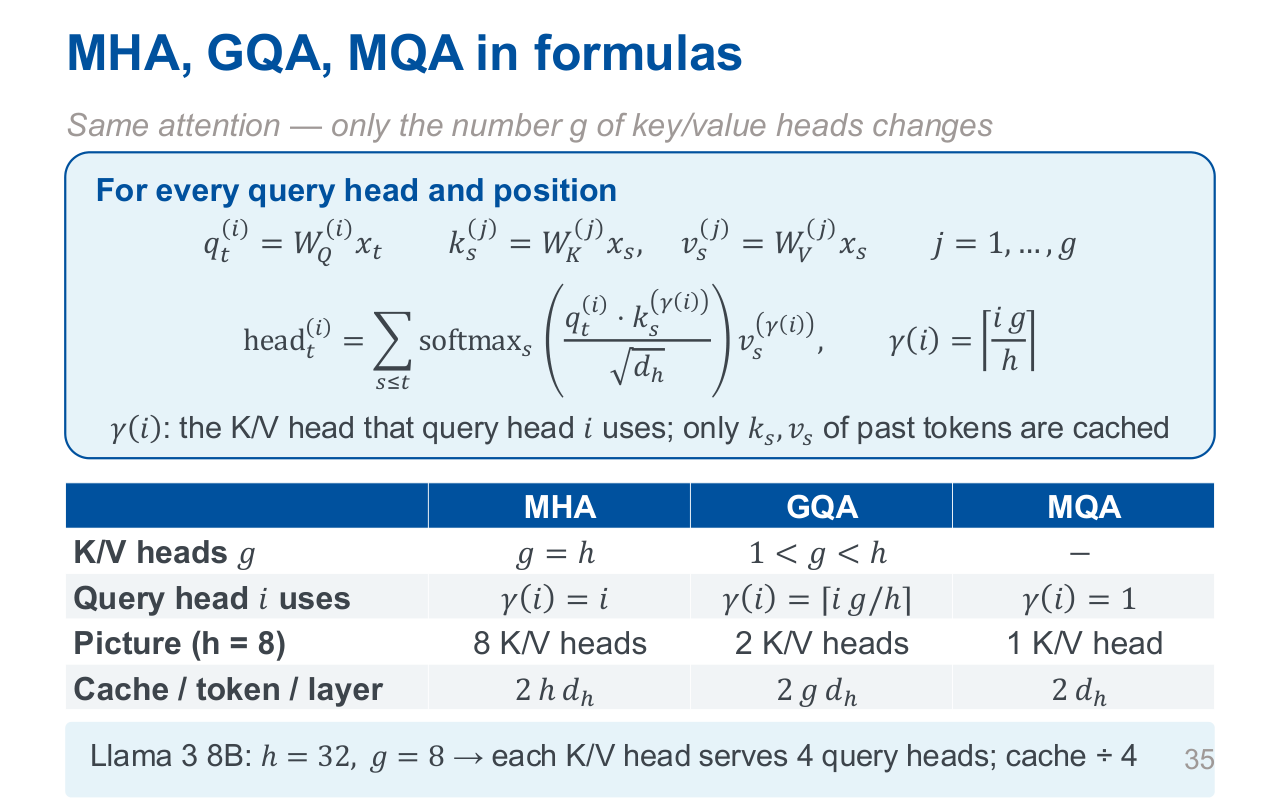 MHA, GQA, MQA in formulas
Same attention — only the number g of key/value heads changes
For every query head and position
q_t^{(i)} = W_Q^{(i)} x_t    k_s^{(j)} = W_K^{(j)} x_s,    v_s^{(j)} = W_V^{(j)} x_s    j = 1, … , g
head_t^{(i)} = ∑_{s≤t} softmax_s ( q_t^{(i)} · k_s^{(γ(i))} / √d_h ) v_s^{(γ(i))},    γ(i) = ⌈i g / h⌉
γ(i): the K/V head that query head i uses; only k_s, v_s of past tokens are cached
MHA GQA MQA
K/V heads g    g = h    1 < g < h    −
Query head i uses    γ(i) = i    γ(i) = ⌈i g/h⌉    γ(i) = 1
Picture (h = 8)    8 K/V heads    2 K/V heads    1 K/V head
Cache / token / layer    2 h d_h    2 g d_h    2 d_h
Llama 3 8B: h = 32, g = 8 → each K/V head serves 4 query heads; cache ÷ 4
35